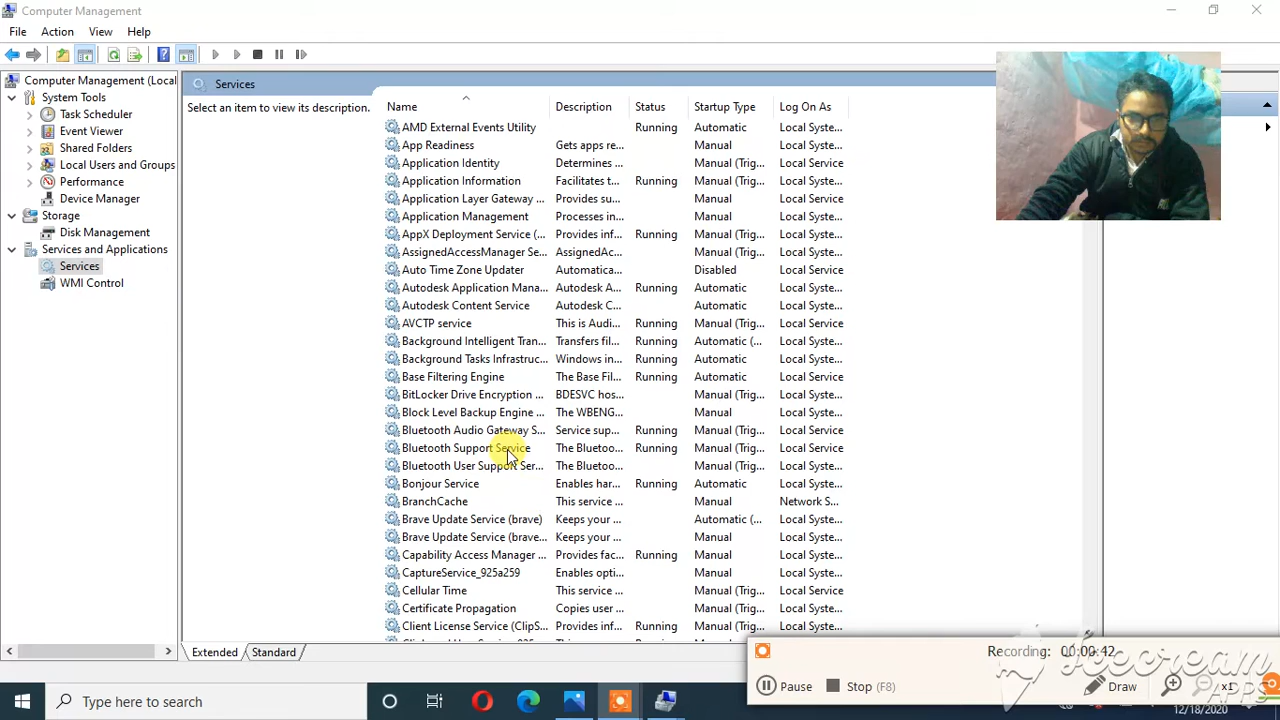 Computer Management
File Action View Help
Computer Management (Local
System Tools
Task Scheduler
Event Viewer
Shared Folders
Local Users and Groups
Performance
Device Manager
Storage
Disk Management
Services and Applications
Services
WMI Control
Services
Select an item to view its description.
Name Description Status Startup Type Log On As
AMD External Events Utility Running Automatic Local Syste...
App Readiness Gets apps re... Manual Local Syste...
Application Identity Determines ... Manual (Trig... Local Service
Application Information Facilitates t... Running Manual (Trig... Local Syste...
Application Layer Gateway ... Provides su... Manual Local Service
Application Management Processes in... Manual Local Syste...
AppX Deployment Service (... Provides inf... Running Manual (Trig... Local Syste...
AssignedAccessManager Se... AssignedAc... Manual (Trig... Local Syste...
Auto Time Zone Updater Automatica... Disabled Local Service
Autodesk Application Mana... Autodesk A... Running Automatic Local Syste...
Autodesk Content Service Autodesk C... Automatic Local Syste...
AVCTP service This is Audi... Running Manual (Trig... Local Service
Background Intelligent Tran... Transfers fil... Running Automatic (... Local Syste...
Background Tasks Infrastruc... Windows in... Running Automatic Local Syste...
Base Filtering Engine The Base Fil... Running Automatic Local Service
BitLocker Drive Encryption ... BDESVC hos... Manual (Trig... Local Syste...
Block Level Backup Engine ... The WBENG... Manual Local Syste...
Bluetooth Audio Gateway S... Service sup... Running Manual (Trig... Local Service
Bluetooth Support Service The Bluetoo... Running Manual (Trig... Local Service
Bluetooth User Support Ser... The Bluetoo... Manual (Trig... Local Syste...
Bonjour Service Enables har... Running Automatic Local Syste...
BranchCache This service ... Manual Network S...
Brave Update Service (brave) Keeps your ... Automatic (... Local Syste...
Brave Update Service (brave... Keeps your ... Manual Local Syste...
Capability Access Manager ... Provides fac... Running Manual Local Syste...
CaptureService_925a259 Enables opti... Manual Local Syste...
Cellular Time This service ... Manual (Trig... Local Service
Certificate Propagation Copies user ... Manual (Trig... Local Syste...
Client License Service (ClipS... Provides inf... Running Manual (Trig... Local Syste...
Extended Standard
Recording: 00:00:42
Pause Stop (F8) Draw x1
Icecream
APPS
Type here to search
12/18/2020